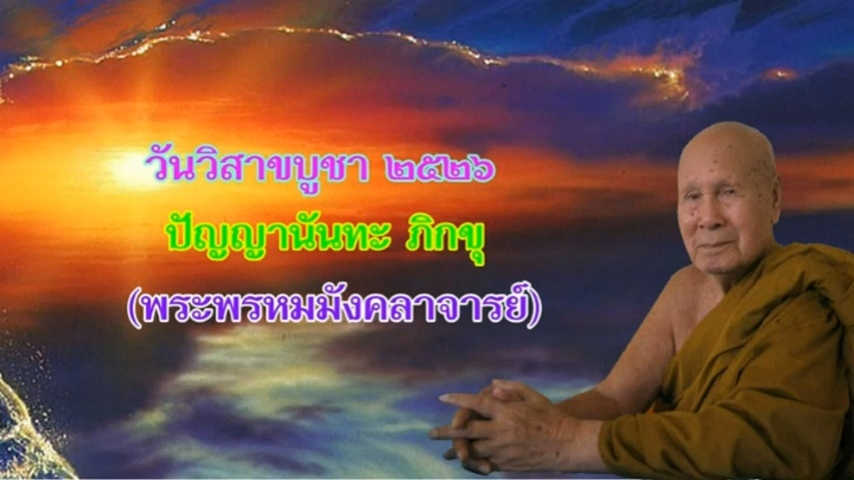 วันวิสาขบูชา ๒๕๒๖
ปัญญานันทะ ภิกขุ
(พระพรหมมังคลาจารย์)